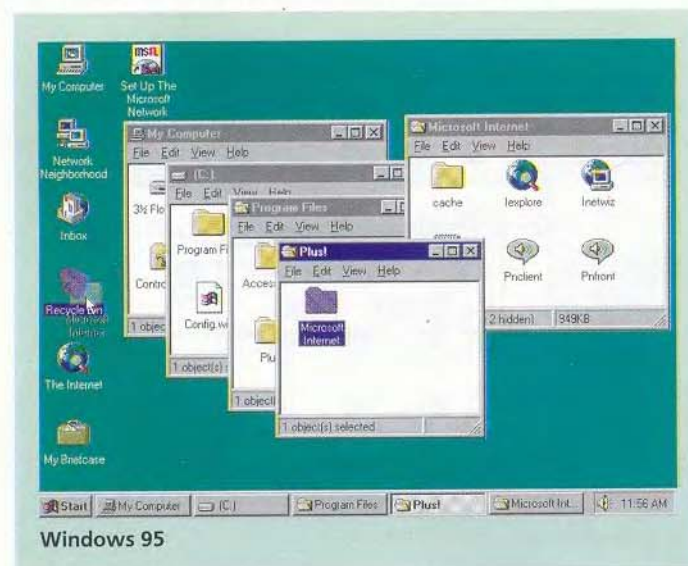 msn
My Computer
Set Up The
Microsoft
Network
Network
Neighborhood
Inbox
Recycle Bin
The Internet
My Briefcase
My Computer
File Edit View Help
3½ Flo
Contro
1 objec
(C:)
File Edit View Help
Program Fi
Config.wi
1 object(s)
Program Files
File Edit View Help
Access
Plu
1 object
Plus!
File Edit View Help
Microsoft
Internet
1 object(s) selected
Microsoft Internet
File Edit View Help
cache
Iexplore
Inetwiz
Pnclient
Pnfront
2 hidden) 949KB
Start My Computer (C:) Program Files Plus! Microsoft Int... 11:56 AM
Windows 95